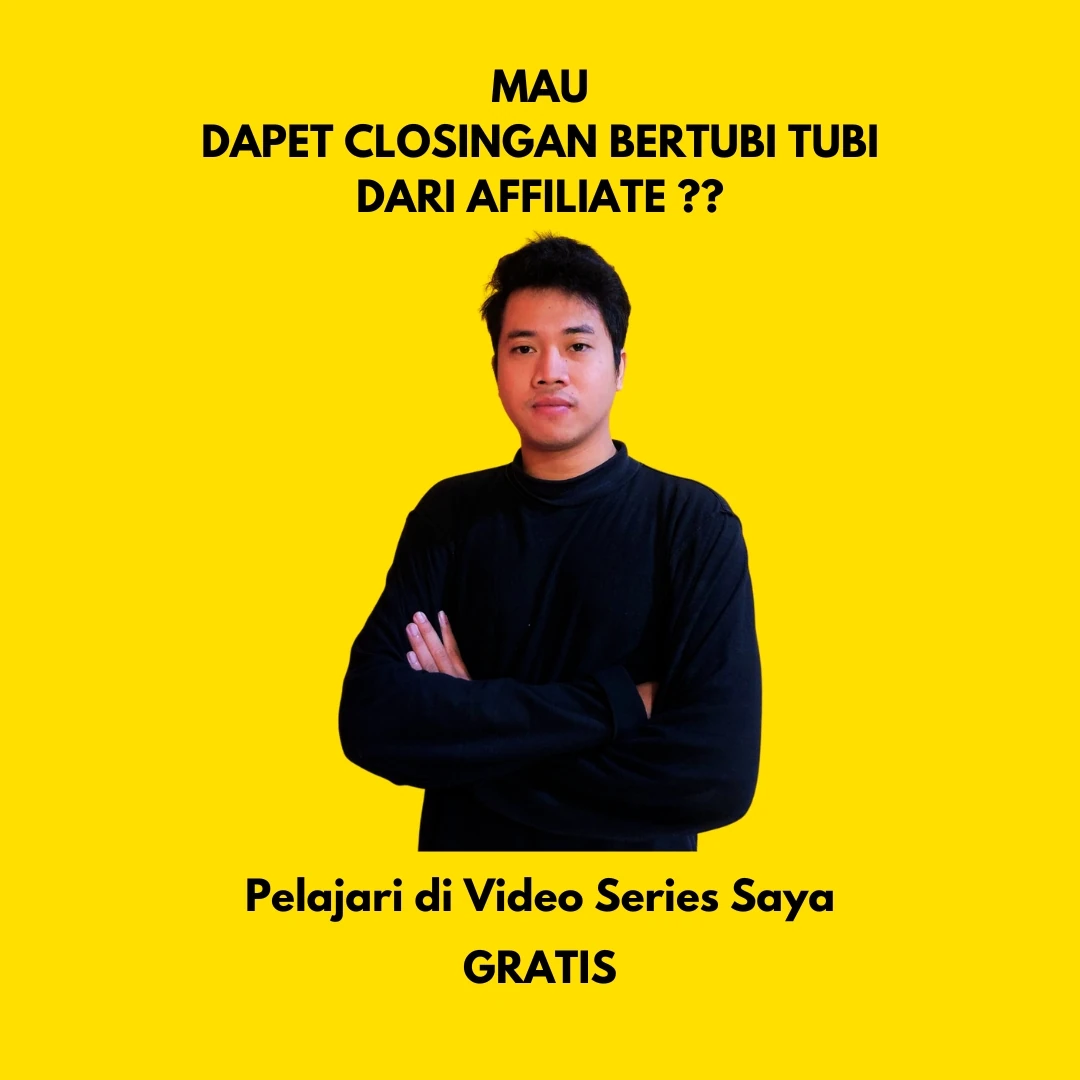 MAU
DAPET CLOSINGAN BERTUBI TUBI
DARI AFFILIATE ??
Pelajari di Video Series Saya
GRATIS